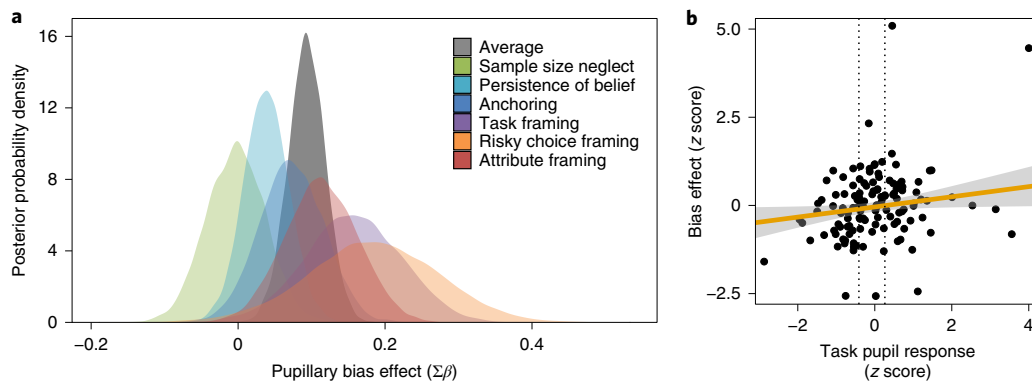 a
16
12
8
4
0
Posterior probability density
−0.2
0
0.2
0.4
Pupillary bias effect (Σβ)
Average
Sample size neglect
Persistence of belief
Anchoring
Task framing
Risky choice framing
Attribute framing
b
5.0
2.5
0
−2.5
Bias effect (z score)
−2
0
2
4
Task pupil response
(z score)